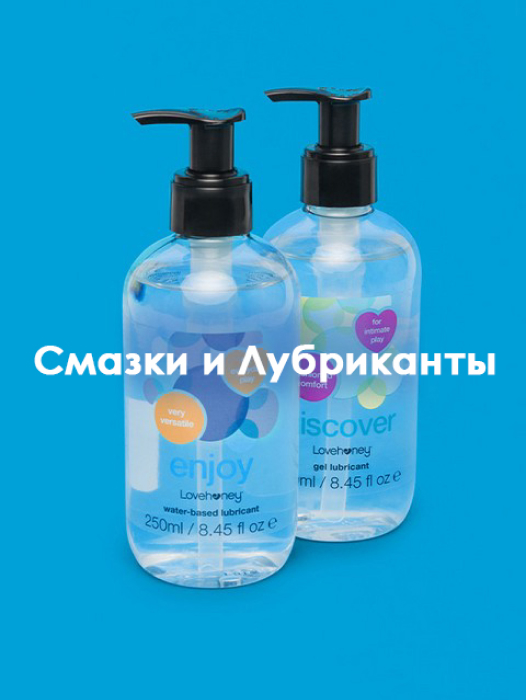 Смазки и Лубриканты
very
versatile
enjoy
Lovehoney
water-based lubricant
250ml / 8.45 fl oz e
for
intimate
play
comfort
iscover
Lovehoney
gel lubricant
ml / 8.45 fl oz e